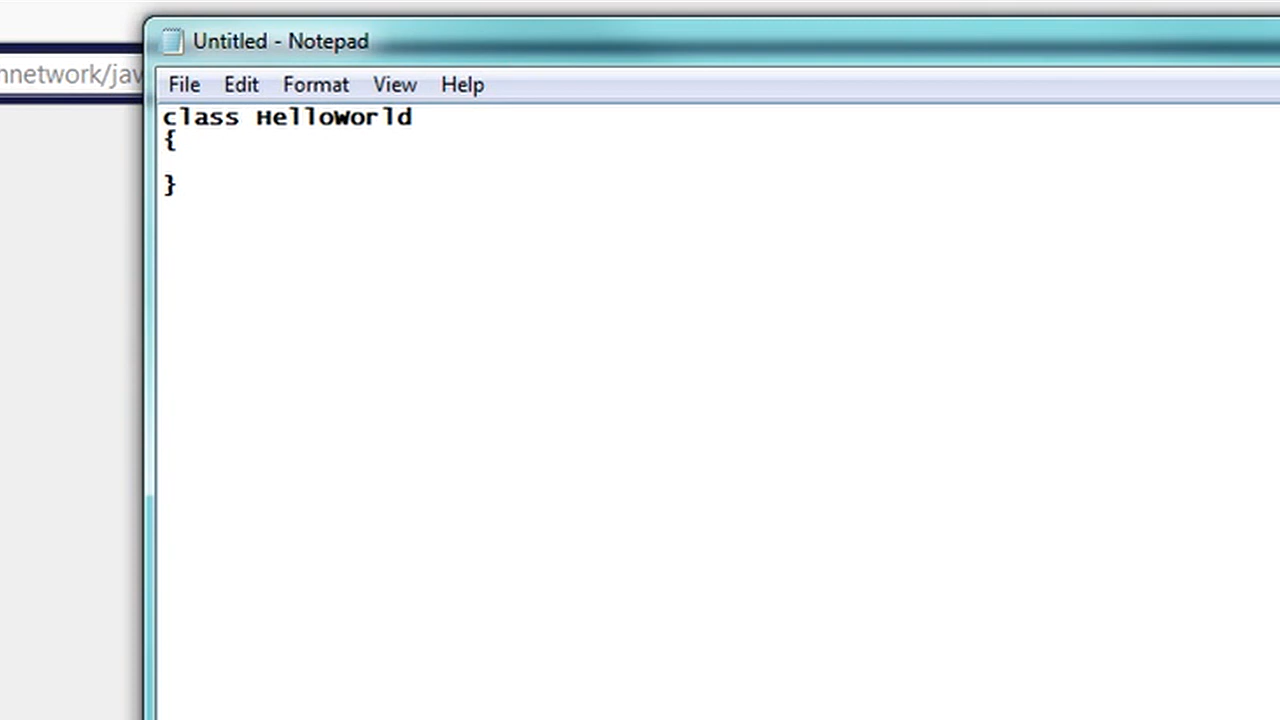 Untitled - Notepad
nnetwork/jav
File Edit Format View Help
class HelloWorld
{
}